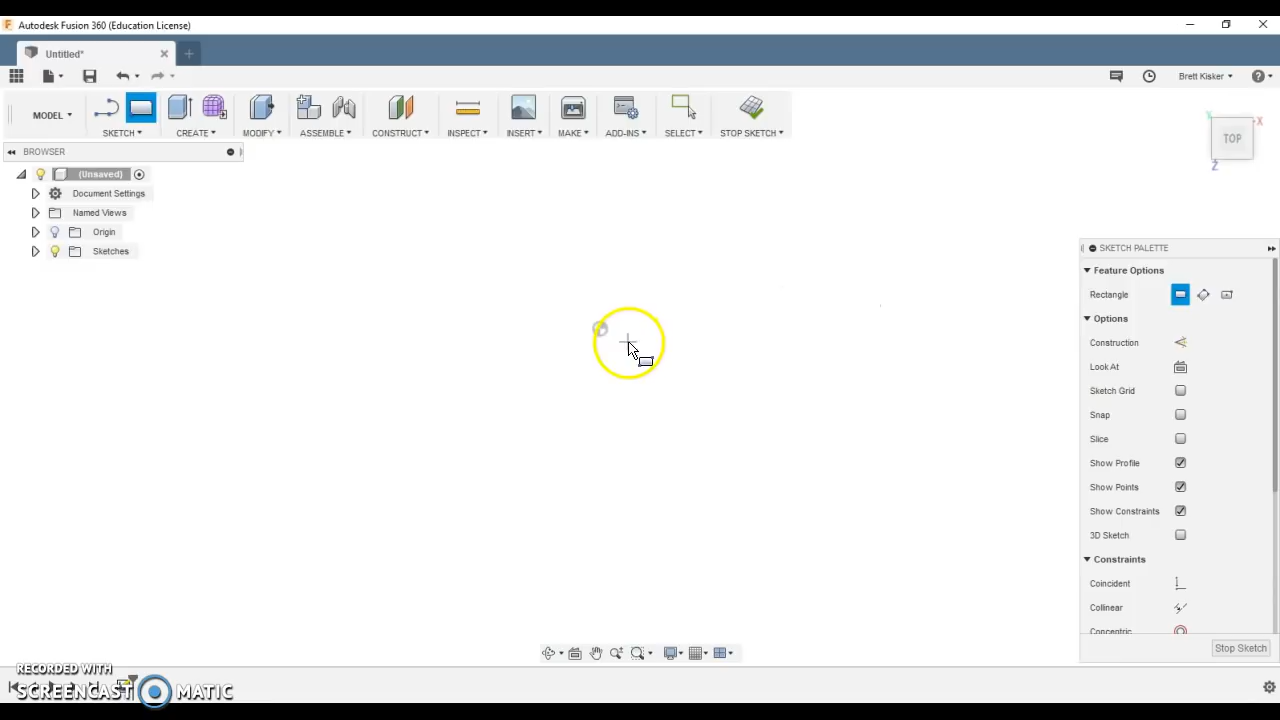 Autodesk Fusion 360 (Education License)
Untitled*
Brett Kisker
MODEL
SKETCH
CREATE
MODIFY
ASSEMBLE
CONSTRUCT
INSPECT
INSERT
MAKE
ADD-INS
SELECT
STOP SKETCH
BROWSER
(Unsaved)
Document Settings
Named Views
Origin
Sketches
X
Y
TOP
Z
SKETCH PALETTE
Feature Options
Rectangle
Options
Construction
Look At
Sketch Grid
Snap
Slice
Show Profile
Show Points
Show Constraints
3D Sketch
Constraints
Coincident
Collinear
Concentric
Stop Sketch
RECORDED WITH
SCREENCAST MATIC